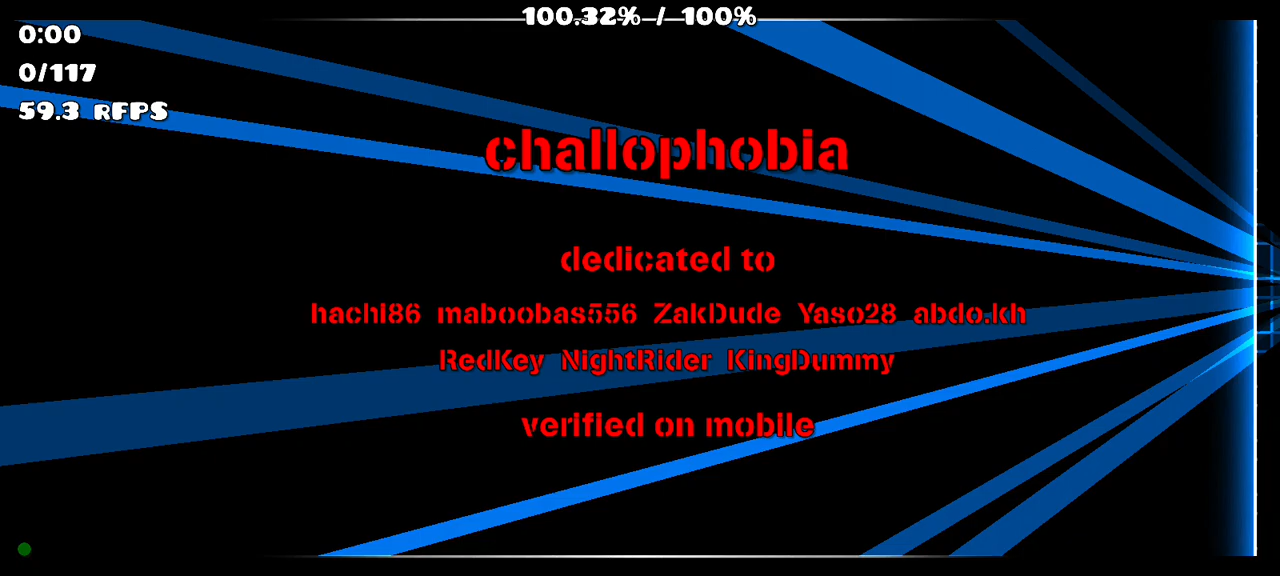 100.32% / 100%
0:00
0/117
59.3 rFPS
challophobia
dedicated to
hachi86 maboobas556 ZakDude Yaso28 abdo.kh
RedKey NightRider KingDummy
verified on mobile